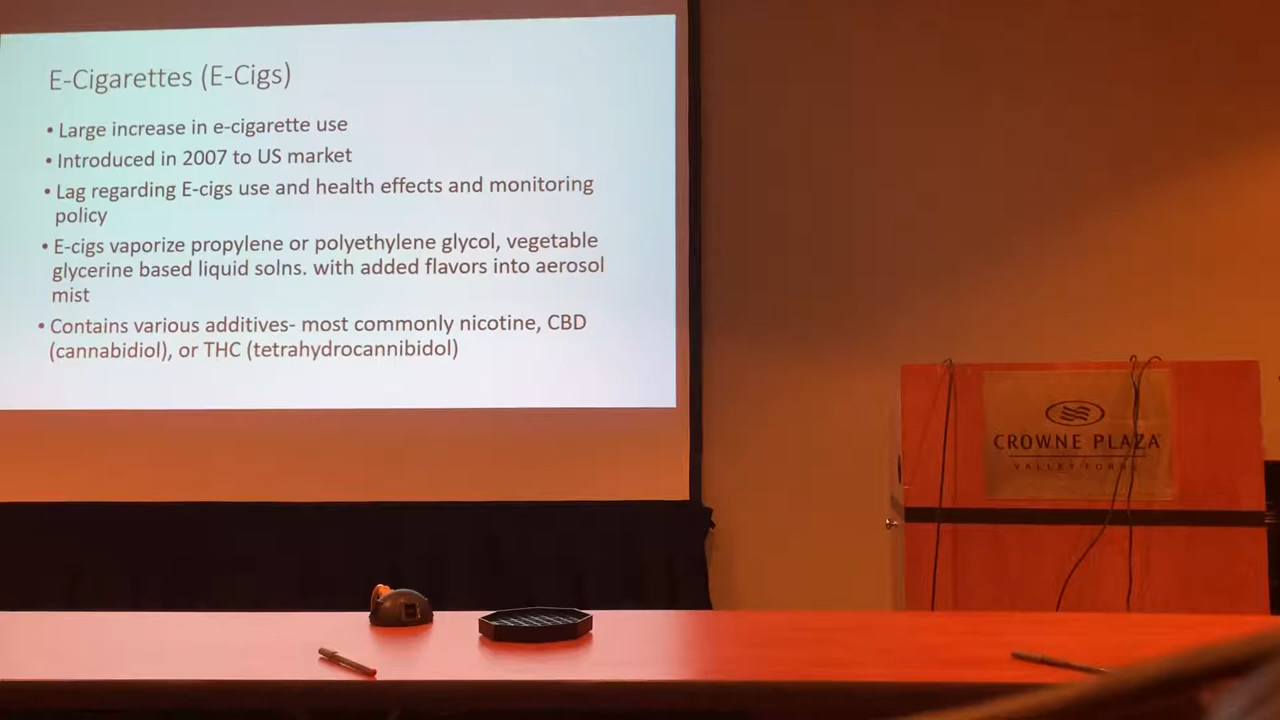 E-Cigarettes (E-Cigs)
• Large increase in e-cigarette use
• Introduced in 2007 to US market
• Lag regarding E-cigs use and health effects and monitoring
policy
• E-cigs vaporize propylene or polyethylene glycol, vegetable
glycerine based liquid solns. with added flavors into aerosol
mist
• Contains various additives- most commonly nicotine, CBD
(cannabidiol), or THC (tetrahydrocannibidol)
CROWNE PLAZA
VALLEY FORGE